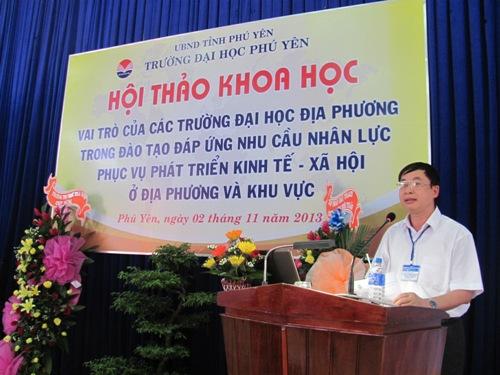 UBND TỈNH PHÚ YÊN
TRƯỜNG ĐẠI HỌC PHÚ YÊN
HỘI THẢO KHOA HỌC
VAI TRÒ CỦA CÁC TRƯỜNG ĐẠI HỌC ĐỊA PHƯƠNG
TRONG ĐÀO TẠO ĐÁP ỨNG NHU CẦU NHÂN LỰC
PHỤC VỤ PHÁT TRIỂN KINH TẾ - XÃ HỘI
Ở ĐỊA PHƯƠNG VÀ KHU VỰC
Phú Yên, ngày 02 tháng 11 năm 2013